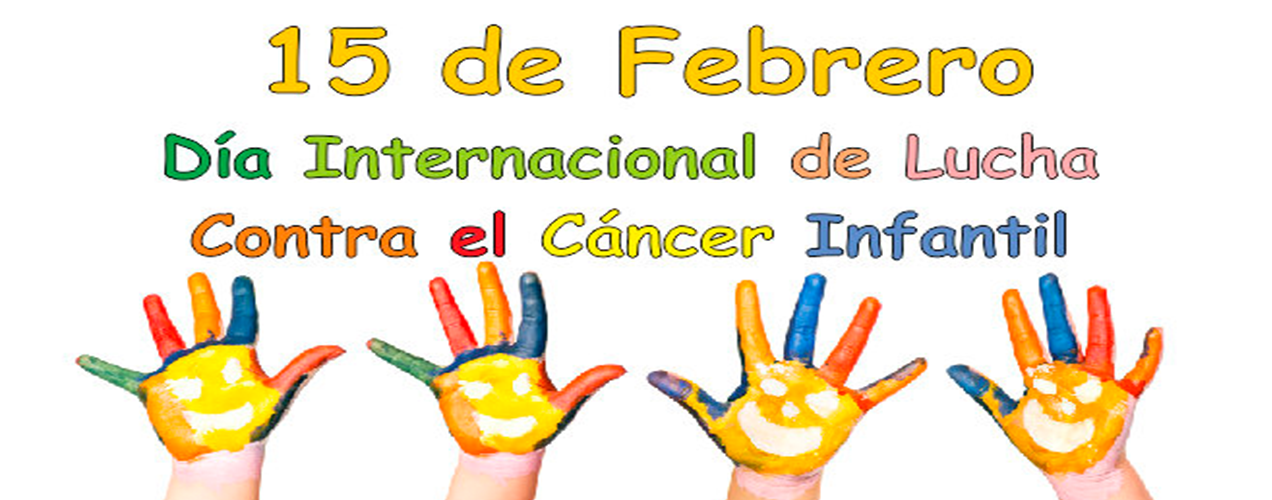 15 de Febrero
Día Internacional de Lucha
Contra el Cáncer Infantil